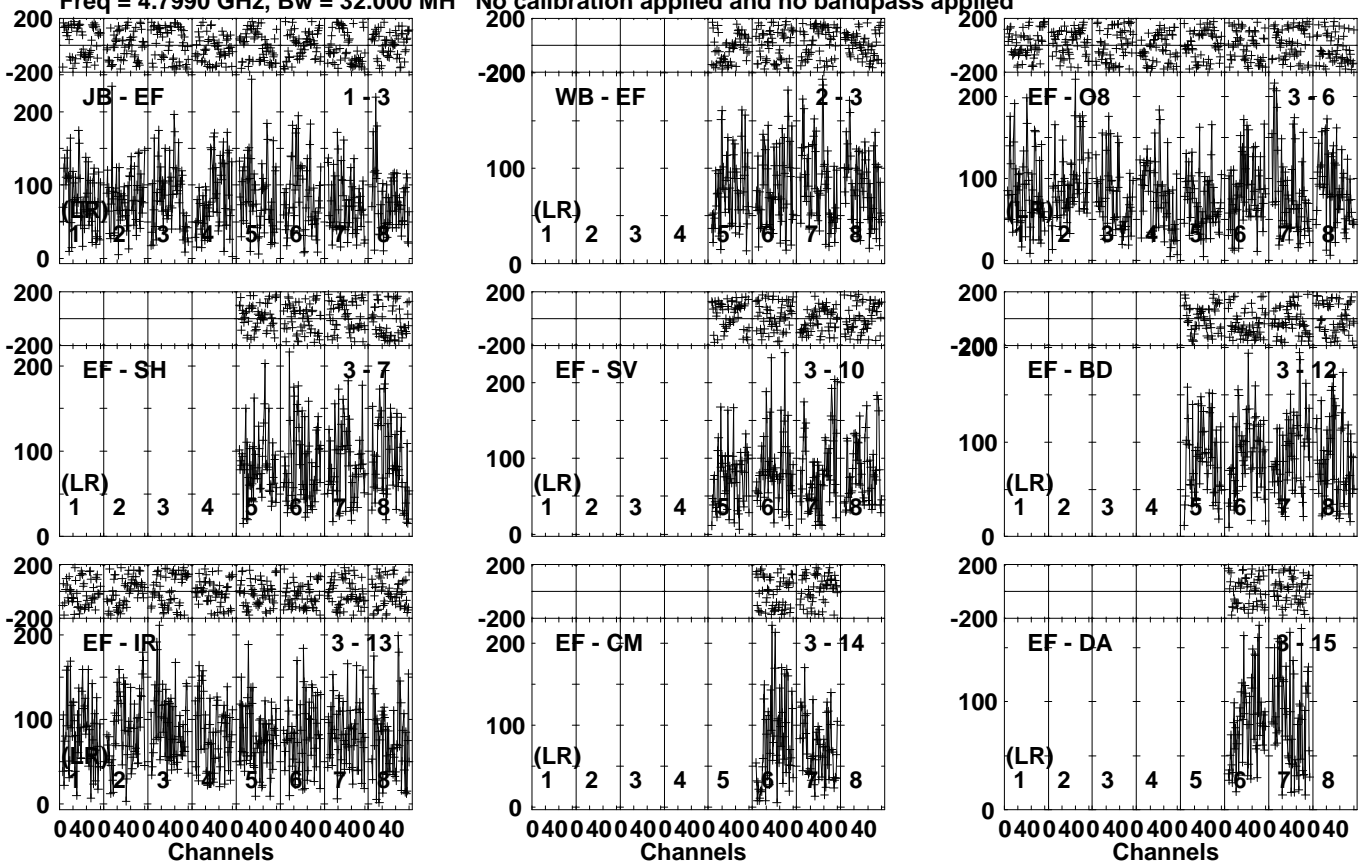 Freq = 4.7990 GHz, Bw = 32.000 MH No calibration applied and no bandpass applied
200 200 200
-200 -200 -200
JB - EF 1 - 3 WB - EF 2 - 3 EF - O8 3 - 6
200 200 200
100 100 100
(LR) (LR) (LR)
1 2 3 4 5 6 7 8 1 2 3 4 5 6 7 8 1 2 3 4 5 6 7 8
0 0 0
200 200 200
-200 -200 -200
EF - SH 3 - 7 EF - SV 3 - 10 EF - BD 3 - 12
200 200 200
100 100 100
(LR) (LR) (LR)
1 2 3 4 5 6 7 8 1 2 3 4 5 6 7 8 1 2 3 4 5 6 7 8
0 0 0
200 200 200
-200 -200 -200
EF - IR 3 - 13 EF - CM 3 - 14 EF - DA 3 - 15
200 200 200
100 100 100
(LR) (LR) (LR)
1 2 3 4 5 6 7 8 1 2 3 4 5 6 7 8 1 2 3 4 5 6 7 8
0 0 0
0 40 0 40 0 40 0 40 0 40 0 40 0 40 0 40 0 40 0 40 0 40 0 40 0 40 0 40 0 40 0 40 0 40 0 40 0 40 0 40 0 40 0 40 0 40 0 40
Channels Channels Channels